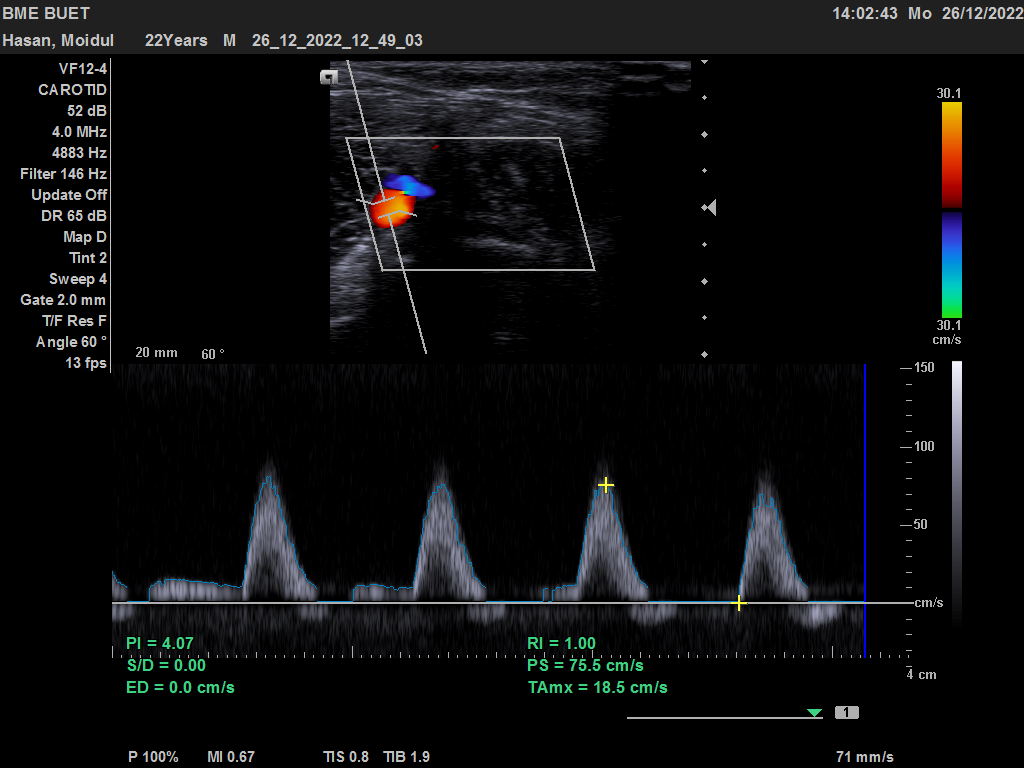 BME BUET 14:02:43 Mo 26/12/2022
Hasan, Moidul 22Years M 26_12_2022_12_49_03
VF12-4
CAROTID
52 dB
4.0 MHz
4883 Hz
Filter 146 Hz
Update Off
DR 65 dB
Map D
Tint 2
Sweep 4
Gate 2.0 mm
T/F Res F
Angle 60 °
13 fps
30.1
30.1
cm/s
20 mm 60 °
150
100
50
cm/s
PI = 4.07 RI = 1.00
S/D = 0.00 PS = 75.5 cm/s
ED = 0.0 cm/s TAmx = 18.5 cm/s
4 cm
1
P 100% MI 0.67 TIS 0.8 TIB 1.9 71 mm/s